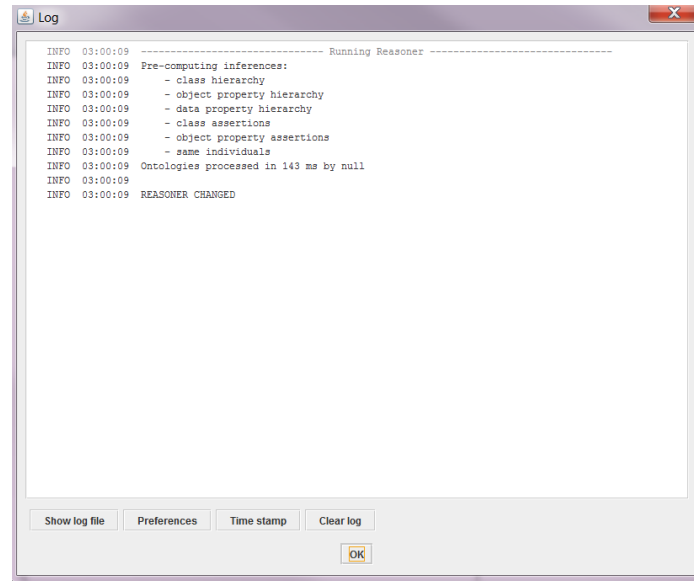 Log
INFO 03:00:09 ------------------------------- Running Reasoner -------------------------------
INFO 03:00:09 Pre-computing inferences:
INFO 03:00:09 - class hierarchy
INFO 03:00:09 - object property hierarchy
INFO 03:00:09 - data property hierarchy
INFO 03:00:09 - class assertions
INFO 03:00:09 - object property assertions
INFO 03:00:09 - same individuals
INFO 03:00:09 Ontologies processed in 143 ms by null
INFO 03:00:09
INFO 03:00:09 REASONER CHANGED
Show log file Preferences Time stamp Clear log
OK